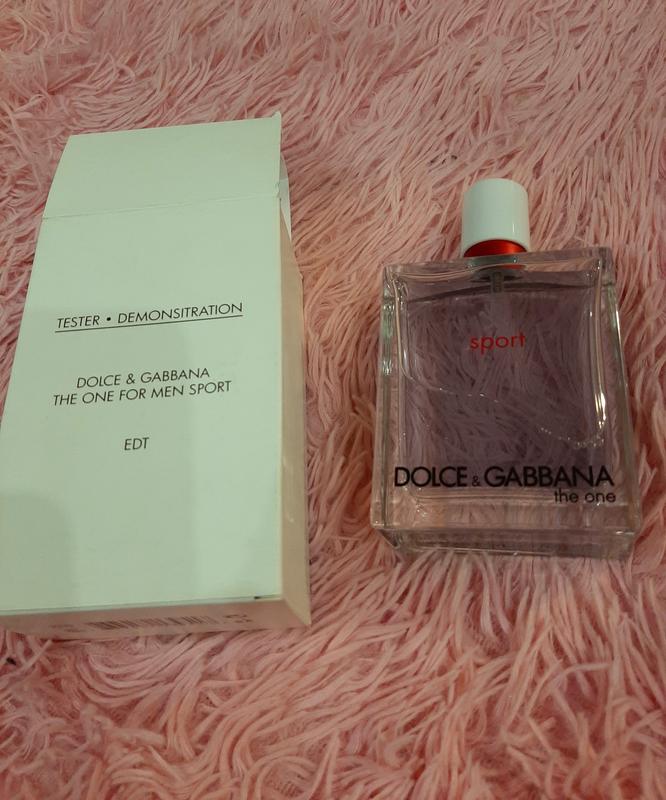 TESTER • DEMONSITRATION
DOLCE & GABBANA
THE ONE FOR MEN SPORT
EDT
sport
DOLCE & GABBANA
the one